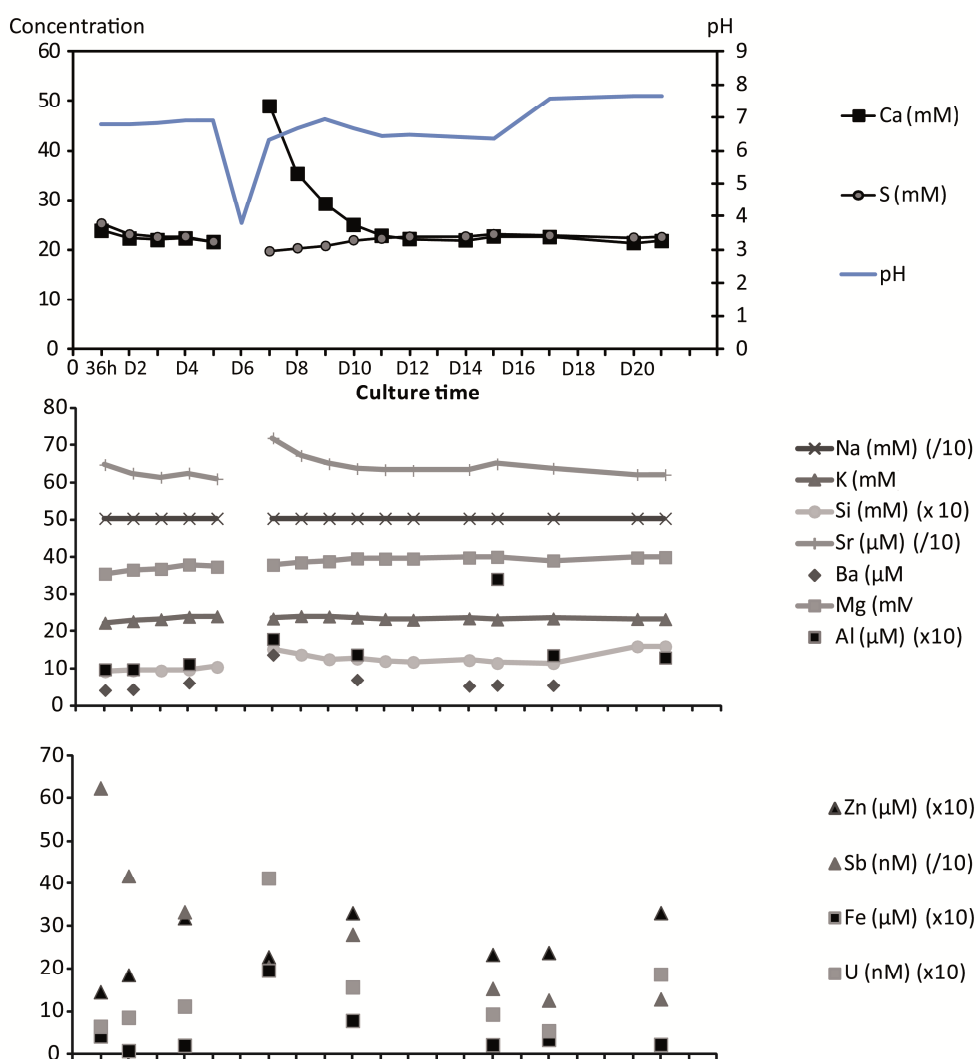 Concentration pH
60 9
50 8
40 7
30 6
20 5
10 4
0 3
2
1
0
0 36h D2 D4 D6 D8 D10 D12 D14 D16 D18 D20
Culture time
Ca (mM)
S (mM)
pH
80
70
60
50
40
30
20
10
0
Na (mM) (/10)
K (mM
Si (mM) (x 10)
Sr (µM) (/10)
Ba (µM
Mg (mM
Al (µM) (x10)
70
60
50
40
30
20
10
0
Zn (µM) (x10)
Sb (nM) (/10)
Fe (µM) (x10)
U (nM) (x10)